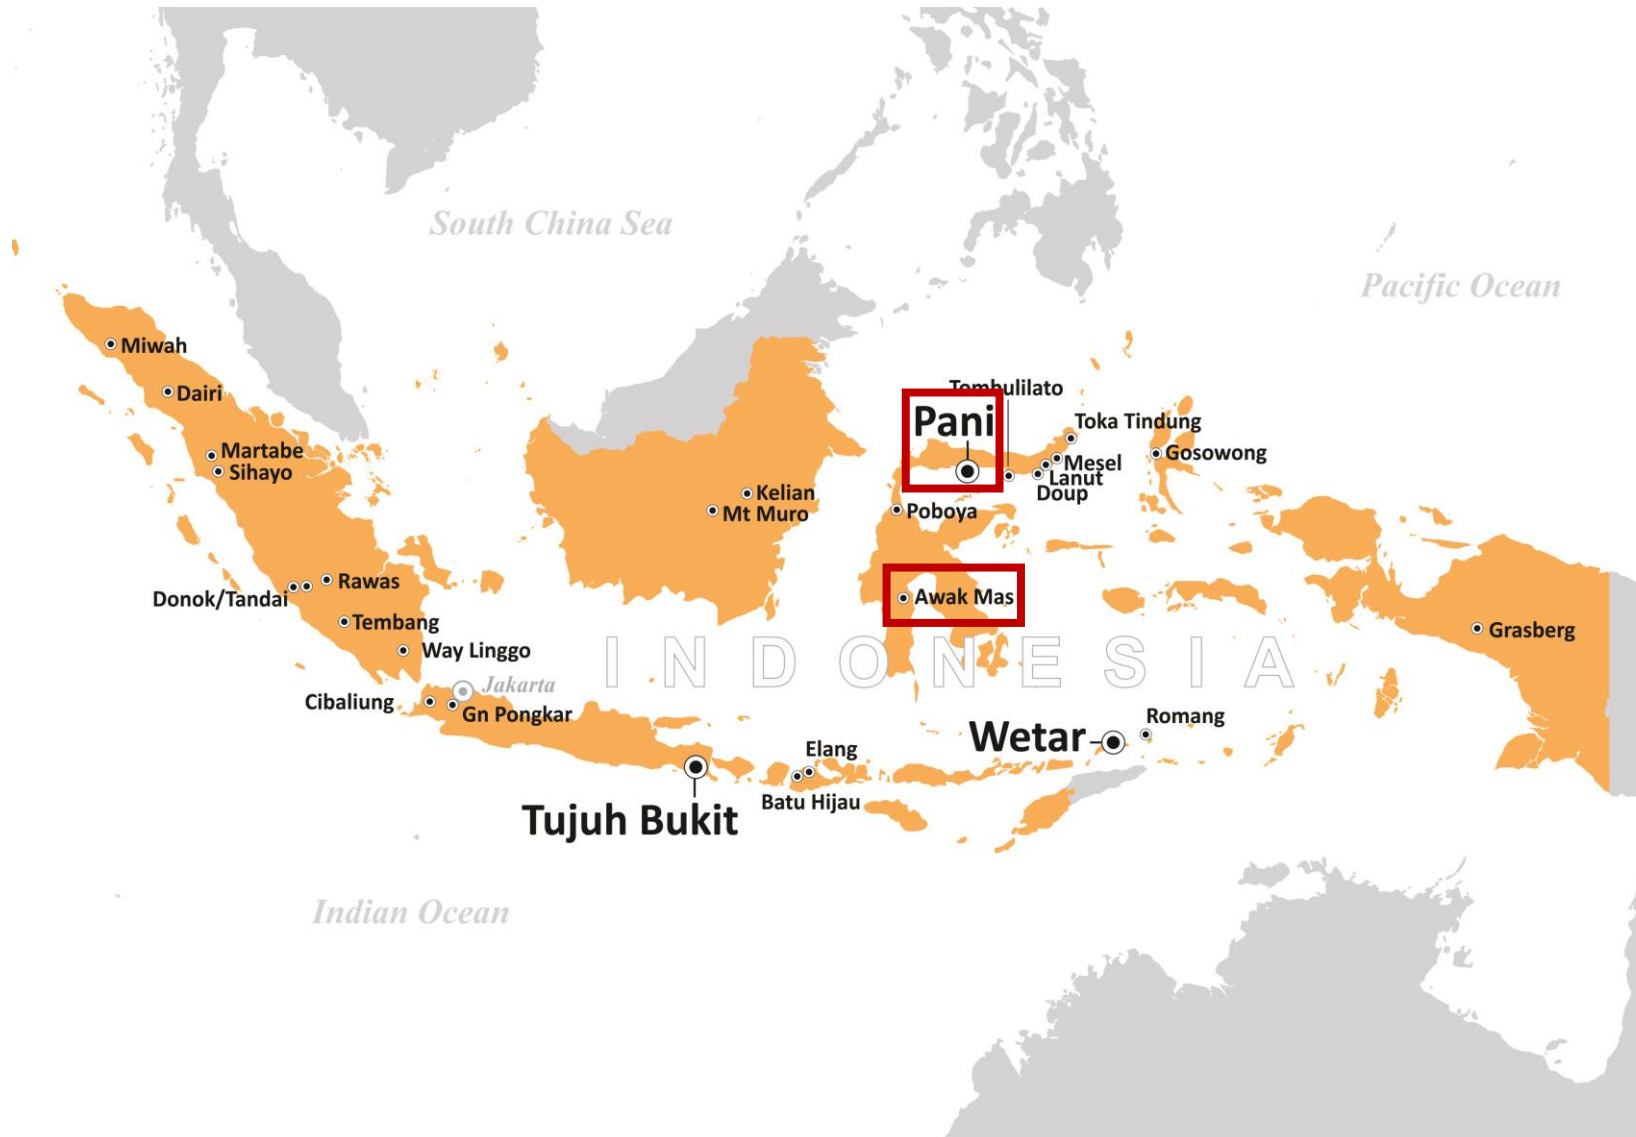 South China Sea
Pacific Ocean
Miwah
Dairi
Martabe
Sihayo
Tombulilato
Pani
Toka Tindung
Gosowong
Mesel
Lanut
Doup
Kelian
Mt Muro
Poboya
Rawas
Donok/Tandai
Awak Mas
Tembang
Way Linggo
Grasberg
INDONESIA
Jakarta
Cibaliung
Gn Pongkar
Romang
Wetar
Elang
Batu Hijau
Tujuh Bukit
Indian Ocean